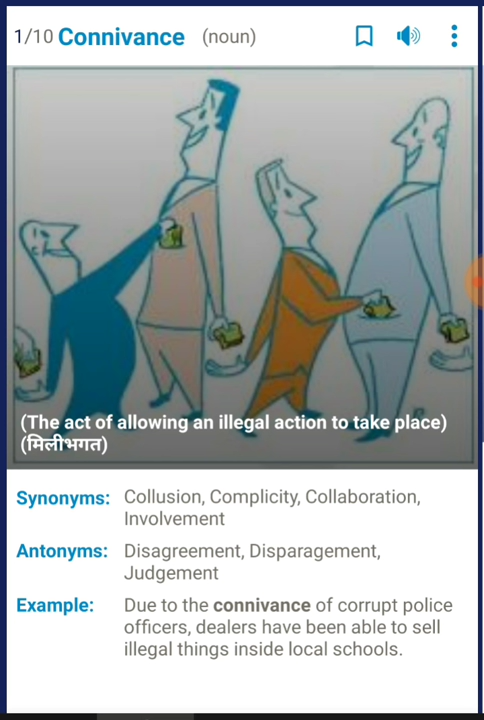 1/10 Connivance (noun)
(The act of allowing an illegal action to take place)
(मिलीभगत)
Synonyms: Collusion, Complicity, Collaboration,
Involvement
Antonyms: Disagreement, Disparagement,
Judgement
Example: Due to the connivance of corrupt police
officers, dealers have been able to sell
illegal things inside local schools.